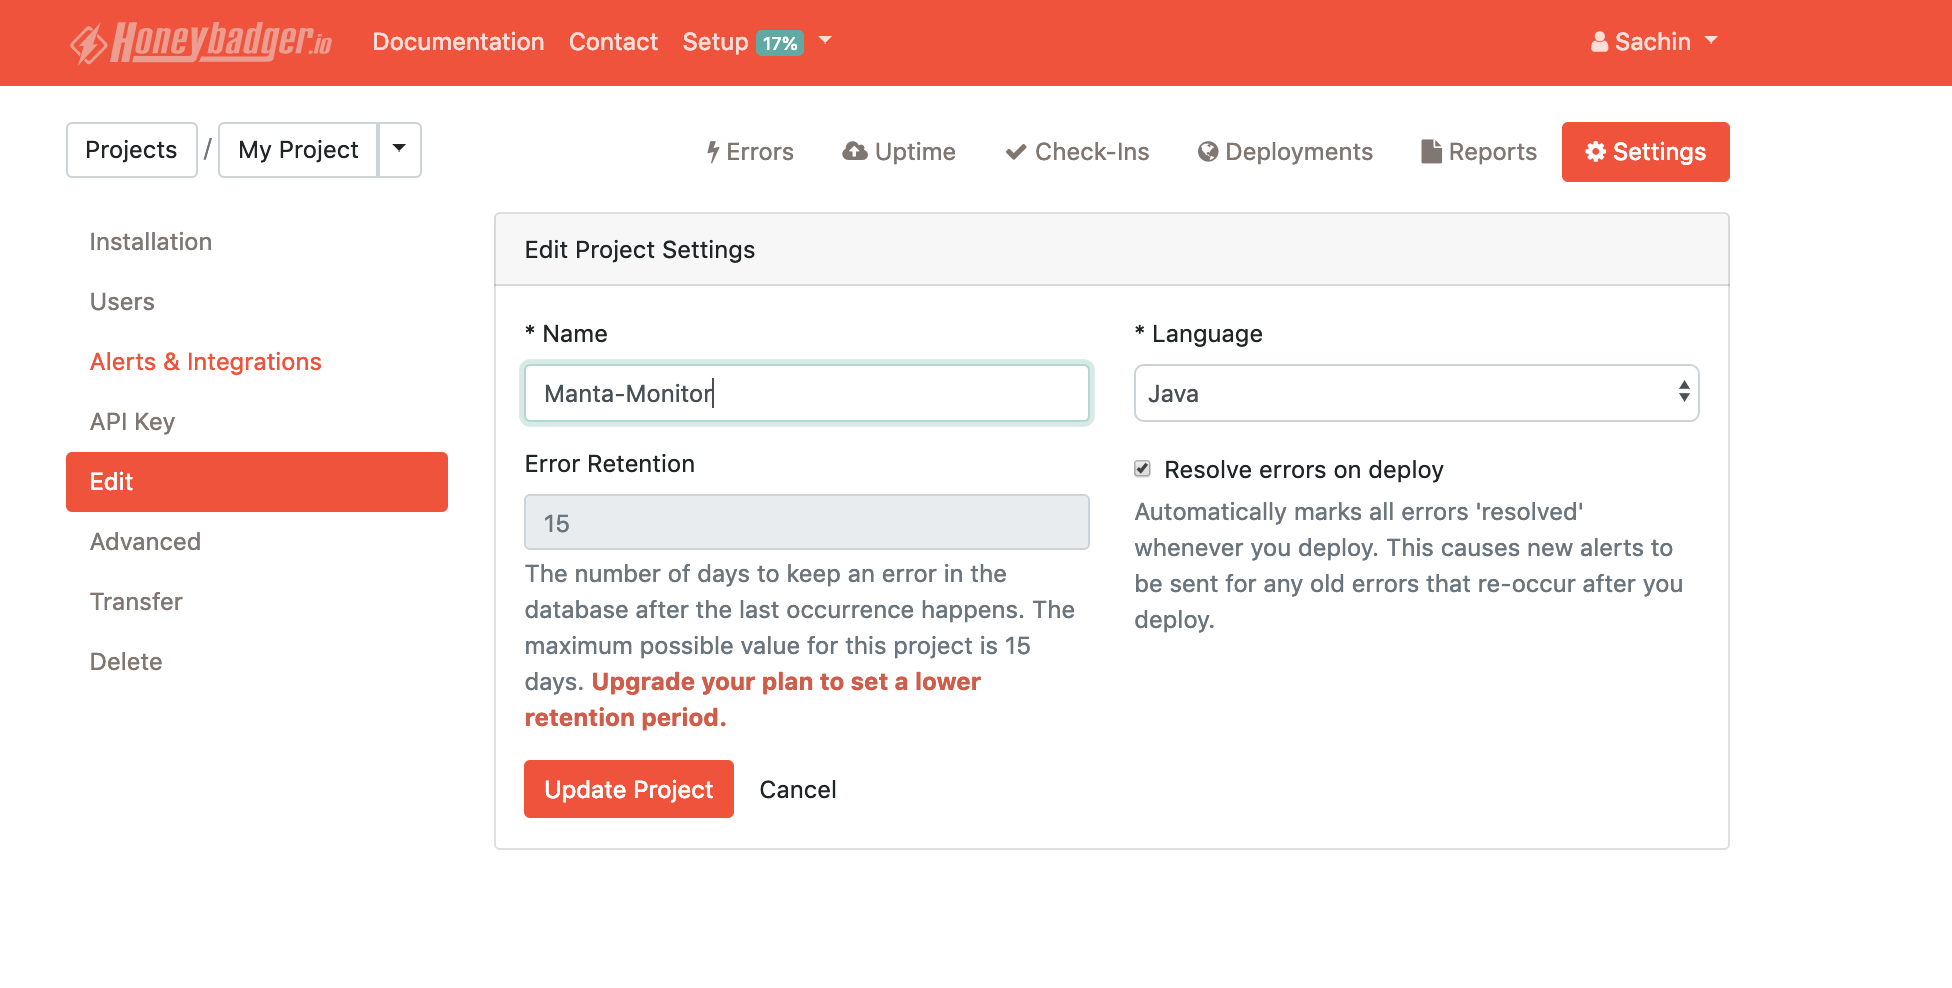 Honeybadger.io Documentation Contact Setup 17% Sachin
Projects / My Project Errors Uptime Check-Ins Deployments Reports Settings
Installation
Users
Alerts & Integrations
API Key
Edit
Advanced
Transfer
Delete
Edit Project Settings
* Name
Manta-Monitor
Error Retention
15
The number of days to keep an error in the
database after the last occurrence happens. The
maximum possible value for this project is 15
days. Upgrade your plan to set a lower
retention period.
* Language
Java
Resolve errors on deploy
Automatically marks all errors 'resolved'
whenever you deploy. This causes new alerts to
be sent for any old errors that re-occur after you
deploy.
Update Project Cancel